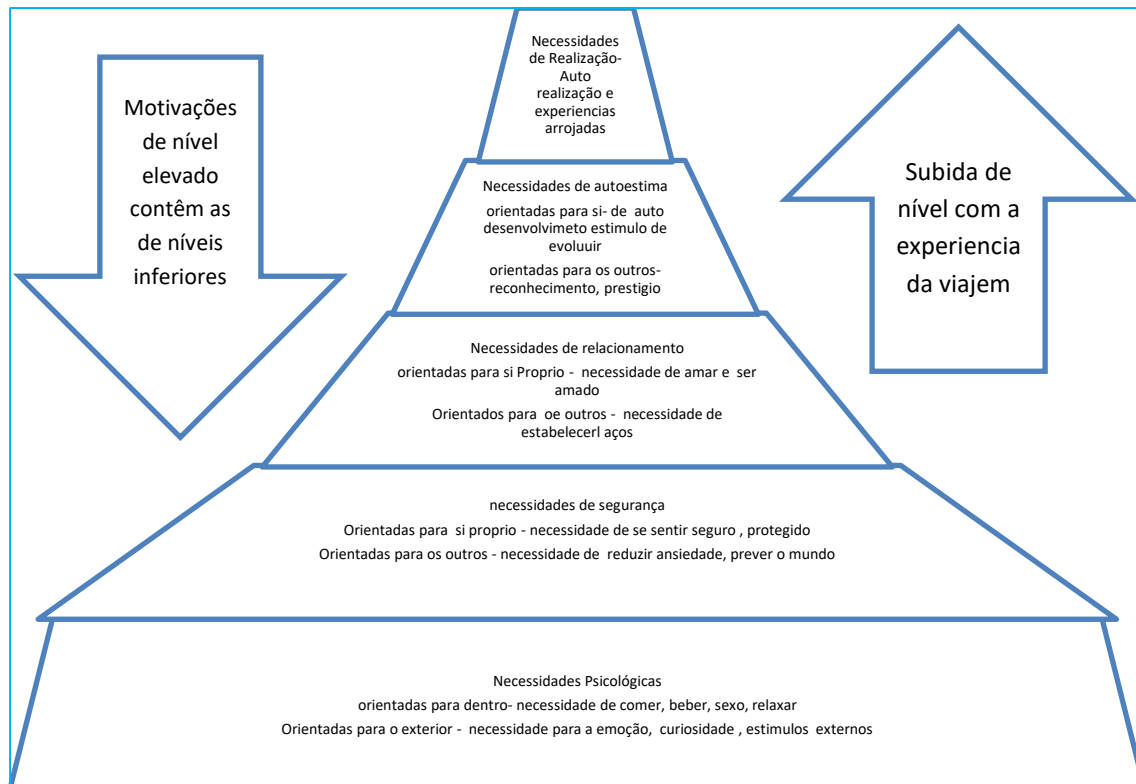 Motivações
de nível
elevado
contêm as
de níveis
inferiores
Necessidades
de Realização-
Auto
realização e
experiencias
arrojadas
Subida de
nível com a
experiencia
da viajem
Necessidades de autoestima
orientadas para si- de auto
desenvolvimeto estimulo de
evoluuir
orientadas para os outros-
reconhecimento, prestigio
Necessidades de relacionamento
orientadas para si Proprio - necessidade de amar e ser
amado
Orientados para oe outros - necessidade de
estabelecerl aços
necessidades de segurança
Orientadas para si proprio - necessidade de se sentir seguro , protegido
Orientadas para os outros - necessidade de reduzir ansiedade, prever o mundo
Necessidades Psicológicas
orientadas para dentro- necessidade de comer, beber, sexo, relaxar
Orientadas para o exterior - necessidade para a emoção, curiosidade , estimulos externos